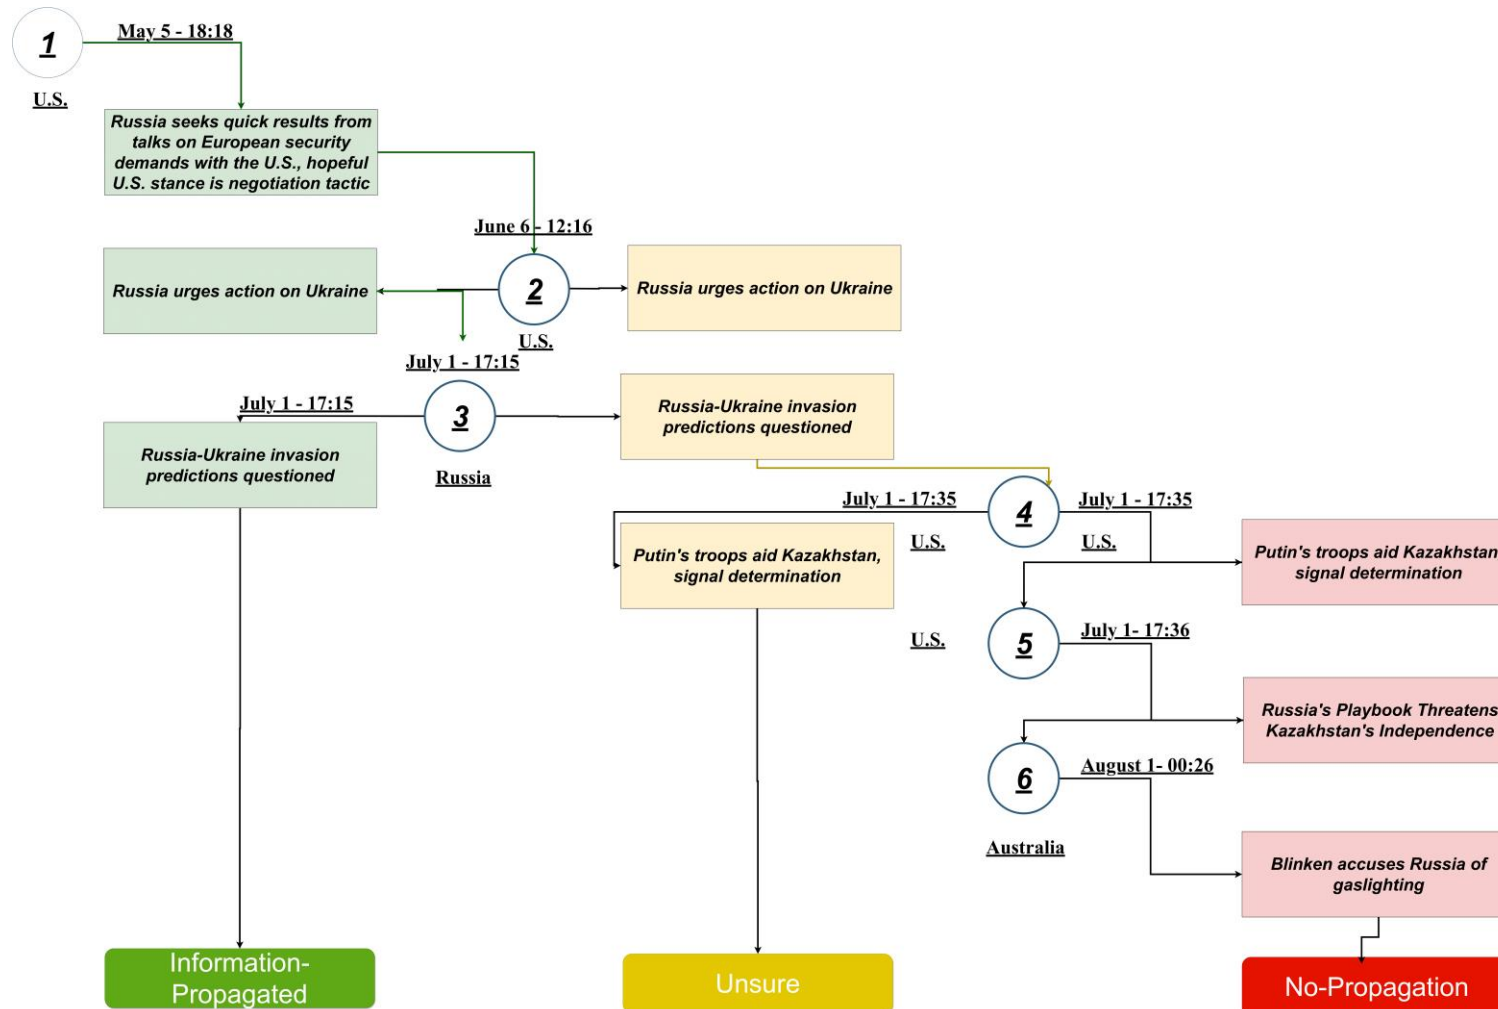 1
May 5 - 18:18
U.S.
Russia seeks quick results from
talks on European security
demands with the U.S., hopeful
U.S. stance is negotiation tactic
June 6 - 12:16
Russia urges action on Ukraine
2
Russia urges action on Ukraine
U.S.
July 1 - 17:15
July 1 - 17:15
3
Russia
Russia-Ukraine invasion
predictions questioned
Russia-Ukraine invasion
predictions questioned
July 1 - 17:35
4
July 1 - 17:35
U.S.
U.S.
Putin's troops aid Kazakhstan,
signal determination
Putin's troops aid Kazakhstan,
signal determination
U.S.
5
July 1- 17:36
Russia's Playbook Threatens
Kazakhstan's Independence
6
August 1- 00:26
Australia
Blinken accuses Russia of
gaslighting
Information-
Propagated
Unsure
No-Propagation